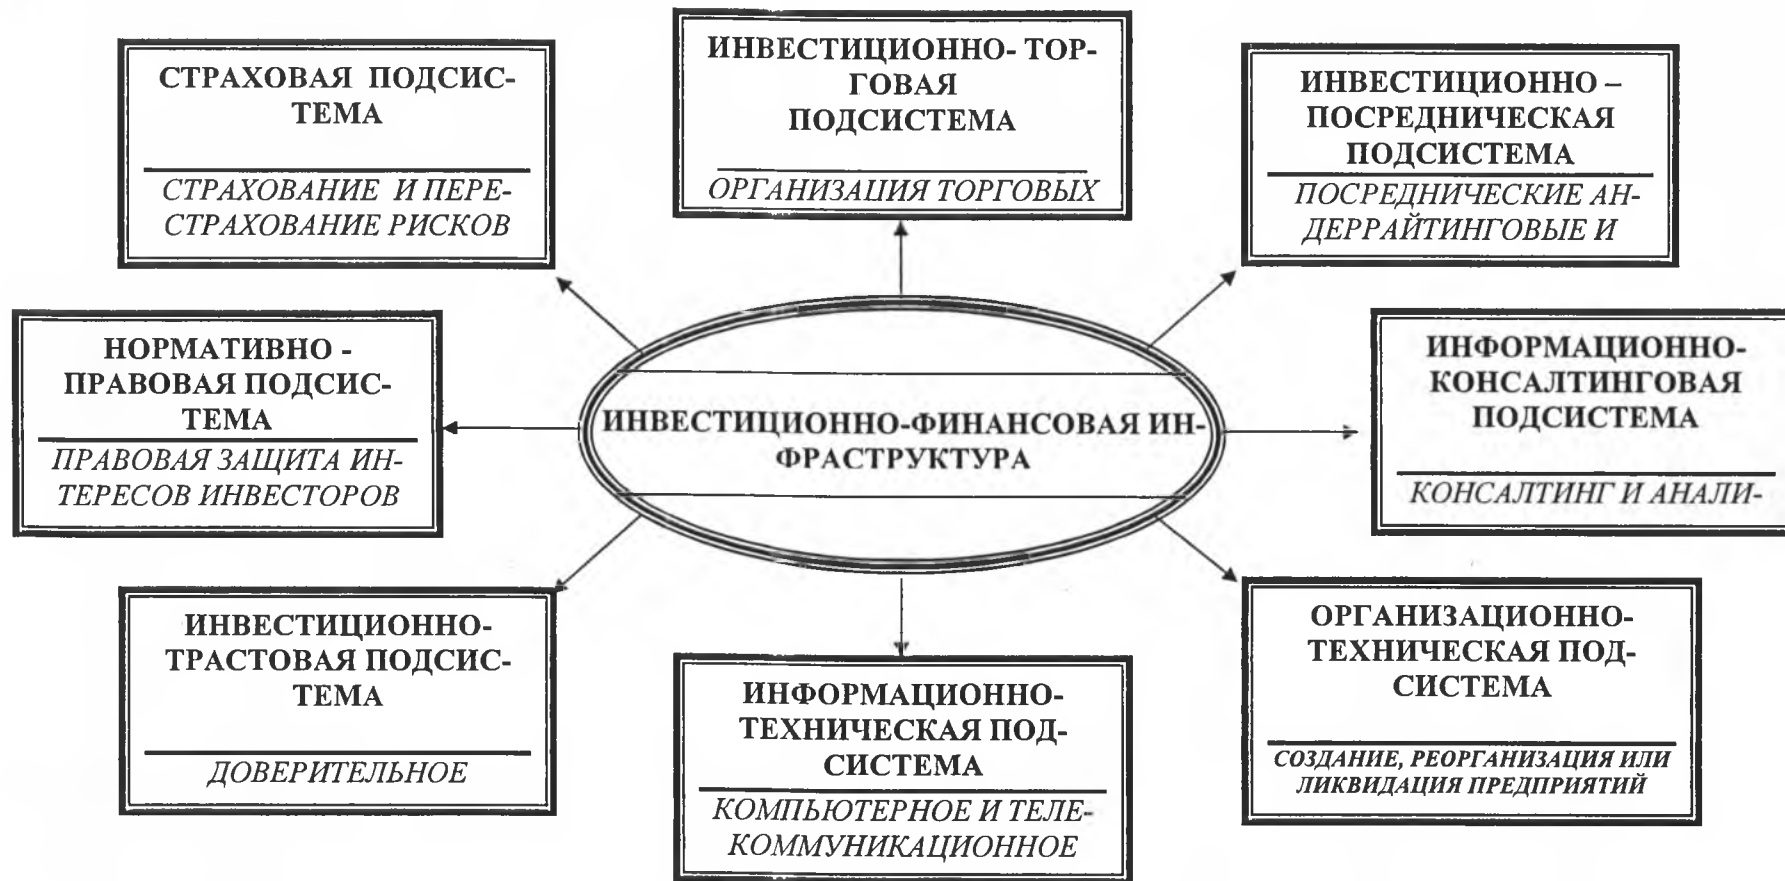 СТРАХОВАЯ ПОДСИС-
ТЕМА
СТРАХОВАНИЕ И ПЕРЕ-
СТРАХОВАНИЕ РИСКОВ
ИНВЕСТИЦИОННО- ТОР-
ГОВАЯ
ПОДСИСТЕМА
ОРГАНИЗАЦИЯ ТОРГОВЫХ
ИНВЕСТИЦИОННО –
ПОСРЕДНИЧЕСКАЯ
ПОДСИСТЕМА
ПОСРЕДНИЧЕСКИЕ АН-
ДЕРРАЙТИНГОВЫЕ И
НОРМАТИВНО -
ПРАВОВАЯ ПОДСИС-
ТЕМА
ПРАВОВАЯ ЗАЩИТА ИН-
ТЕРЕСОВ ИНВЕСТОРОВ
ИНВЕСТИЦИОННО-ФИНАНСОВАЯ ИН-
ФРАСТРУКТУРА
ИНФОРМАЦИОННО-
КОНСАЛТИНГОВАЯ
ПОДСИСТЕМА
КОНСАЛТИНГ И АНАЛИ-
ИНВЕСТИЦИОННО-
ТРАСТОВАЯ ПОДСИС-
ТЕМА
ДОВЕРИТЕЛЬНОЕ
ИНФОРМАЦИОННО-
ТЕХНИЧЕСКАЯ ПОД-
СИСТЕМА
КОМПЬЮТЕРНОЕ И ТЕЛЕ-
КОММУНИКАЦИОННОЕ
ОРГАНИЗАЦИОННО-
ТЕХНИЧЕСКАЯ ПОД-
СИСТЕМА
СОЗДАНИЕ, РЕОРГАНИЗАЦИЯ ИЛИ
ЛИКВИДАЦИЯ ПРЕДПРИЯТИЙ